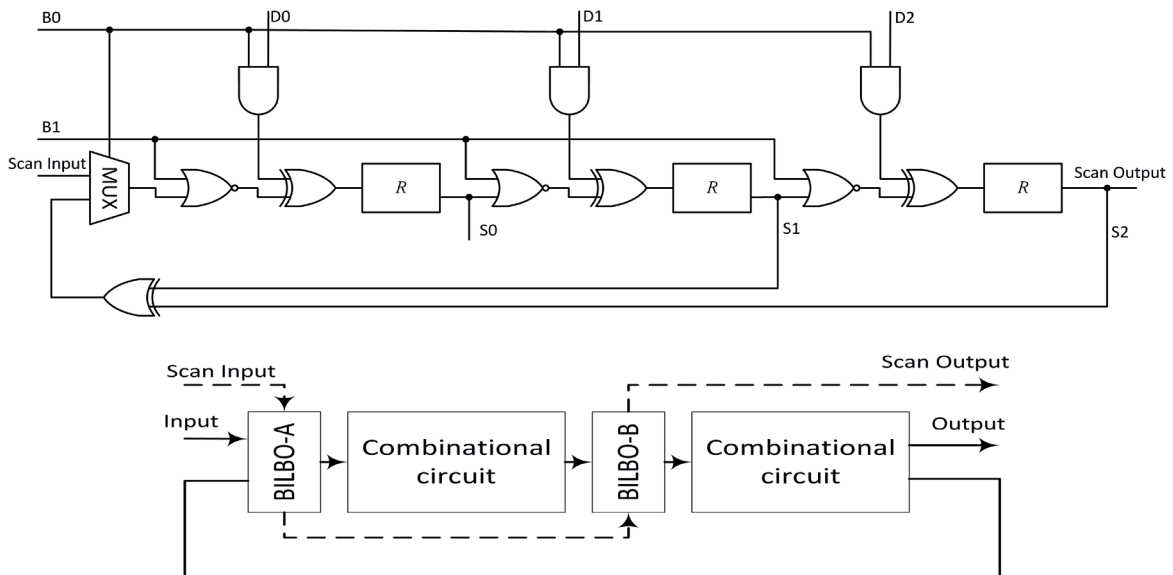 B0
D0
D1
D2
B1
Scan Input
MUX
R
R
R
Scan Output
S0
S1
S2
Scan Input
Scan Output
Input
BILBO-A
Combinational
circuit
BILBO-B
Combinational
circuit
Output